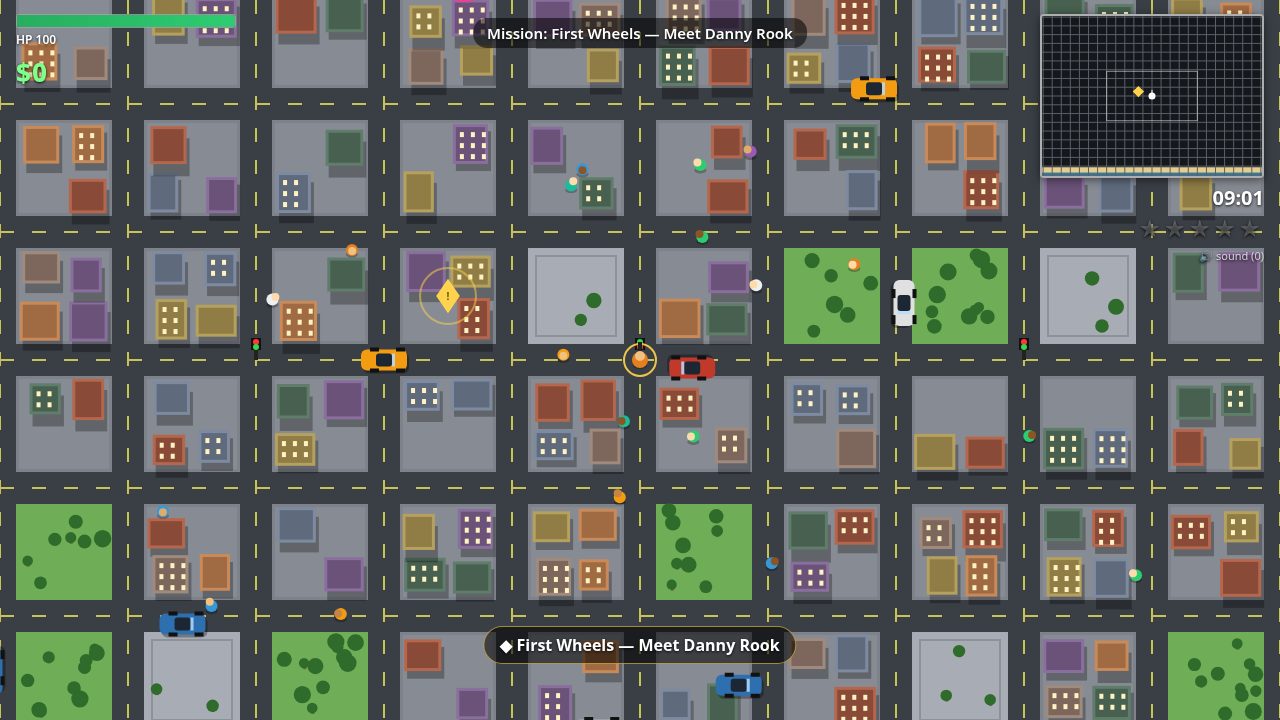 Mission: First Wheels — Meet Danny Rook
HP 100
$0
09:01
sound (0)
!
◆ First Wheels — Meet Danny Rook